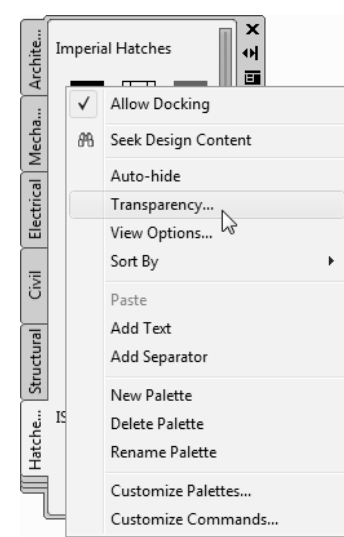 Archite...
Mecha...
Electrical
Civil
Structural
Hatche...
Imperial Hatches
IS
Allow Docking
Seek Design Content
Auto-hide
Transparency...
View Options...
Sort By
Paste
Add Text
Add Separator
New Palette
Delete Palette
Rename Palette
Customize Palettes...
Customize Commands...